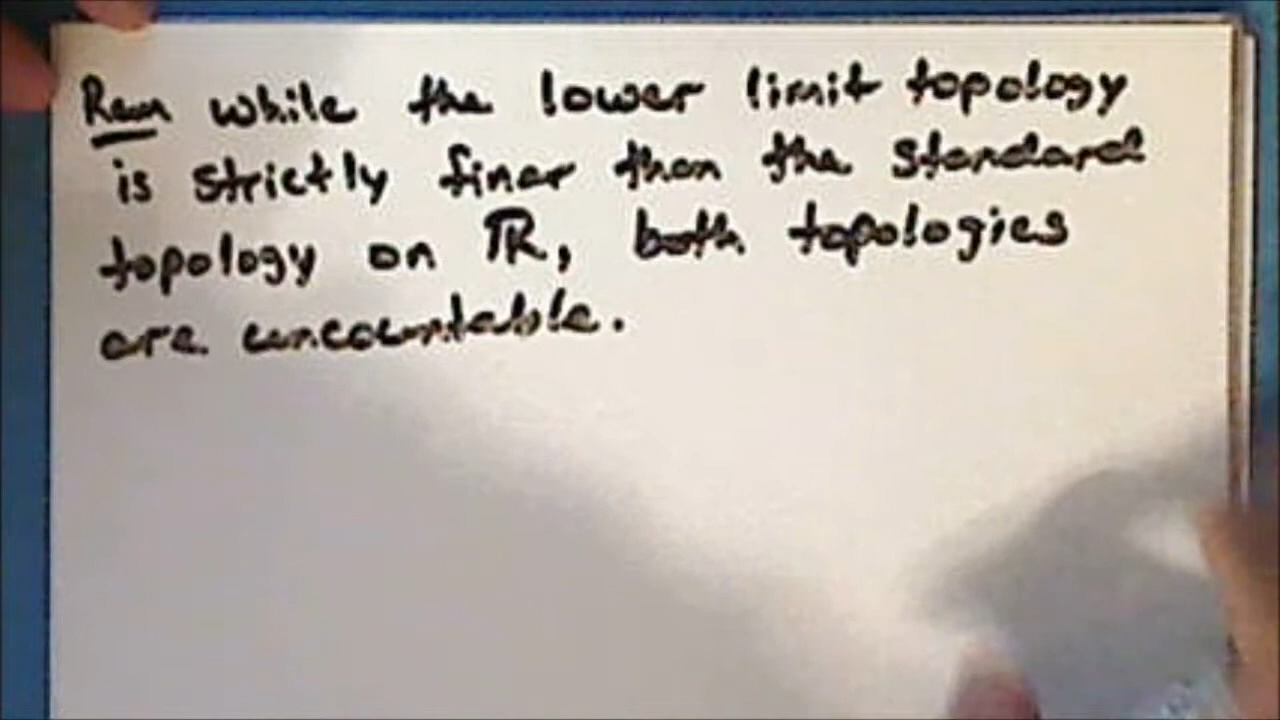 Rem while the lower limit topology
is strictly finer than the standard
topology on ℝ, both topologies
are uncountable.